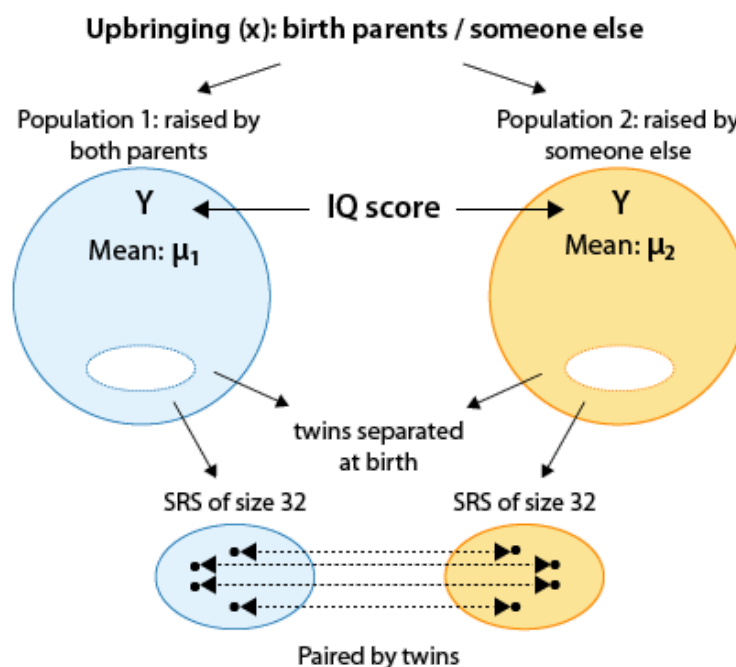 Upbringing (x): birth parents / someone else
Population 1: raised by
both parents
Population 2: raised by
someone else
Y
IQ score
Y
Mean: μ₁
Mean: μ₂
twins separated
at birth
SRS of size 32
SRS of size 32
Paired by twins